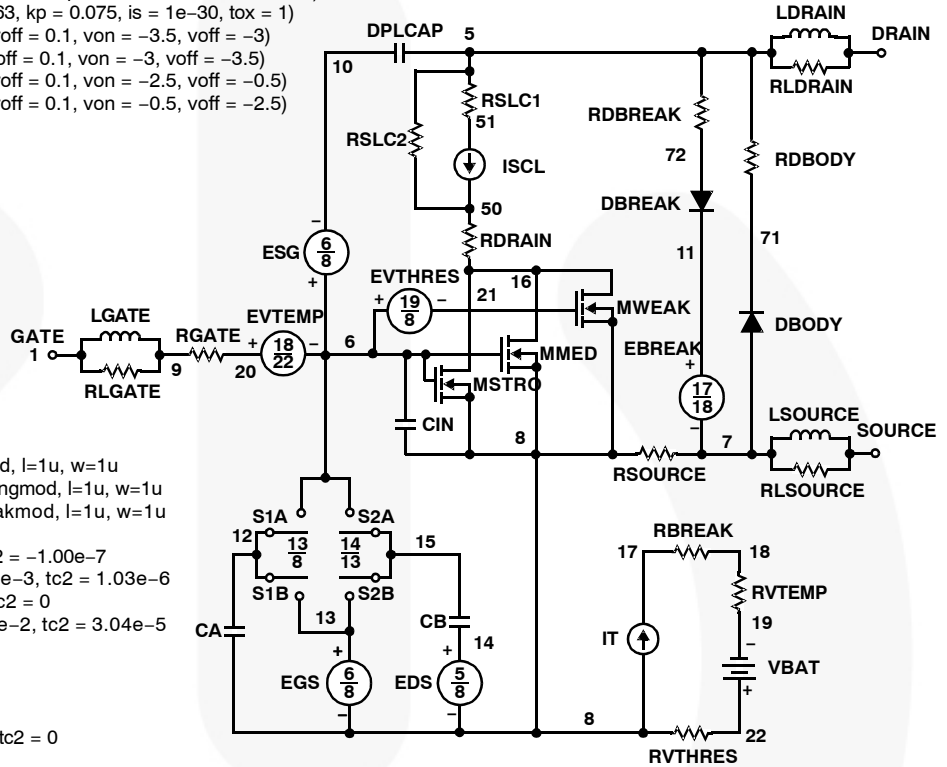 63, kp = 0.075, is = 1e−30, tox = 1)
voff = 0.1, von = −3.5, voff = −3)
off = 0.1, von = −3, voff = −3.5)
voff = 0.1, von = −2.5, voff = −0.5)
voff = 0.1, von = −0.5, voff = −2.5)
LDRAIN
DPLCAP 5 DRAIN
10 2
RLDRAIN
RSLC1
51
RDBREAK
RSLC2
72 RDBODY
ISCL
DBREAK
50
RDRAIN
71
11
ESG 6/8
−
+
EVTHRES
16
21
+ 19/8 −
MWEAK
LGATE
EVTEMP
GATE
1
RGATE
+ 18/22 −
6
MMED
EBREAK
DBODY
9 20
RLGATE
MSTRO
+
17/18
−
LSOURCE
CIN
8 7
SOURCE
3
RSOURCE
RLSOURCE
d, l=1u, w=1u
ngmod, l=1u, w=1u
akmod, l=1u, w=1u
2 = −1.00e−7
e−3, tc2 = 1.03e−6
tc2 = 0
e−2, tc2 = 3.04e−5
tc2 = 0
S1A S2A
12 13/8 14/13 15
S1B S2B
13
CA
CB
14
+ +
EGS 6/8 EDS 5/8
− −
RBREAK
17 18
RVTEMP
19
IT
−
VBAT
+
8
22
RVTHRES